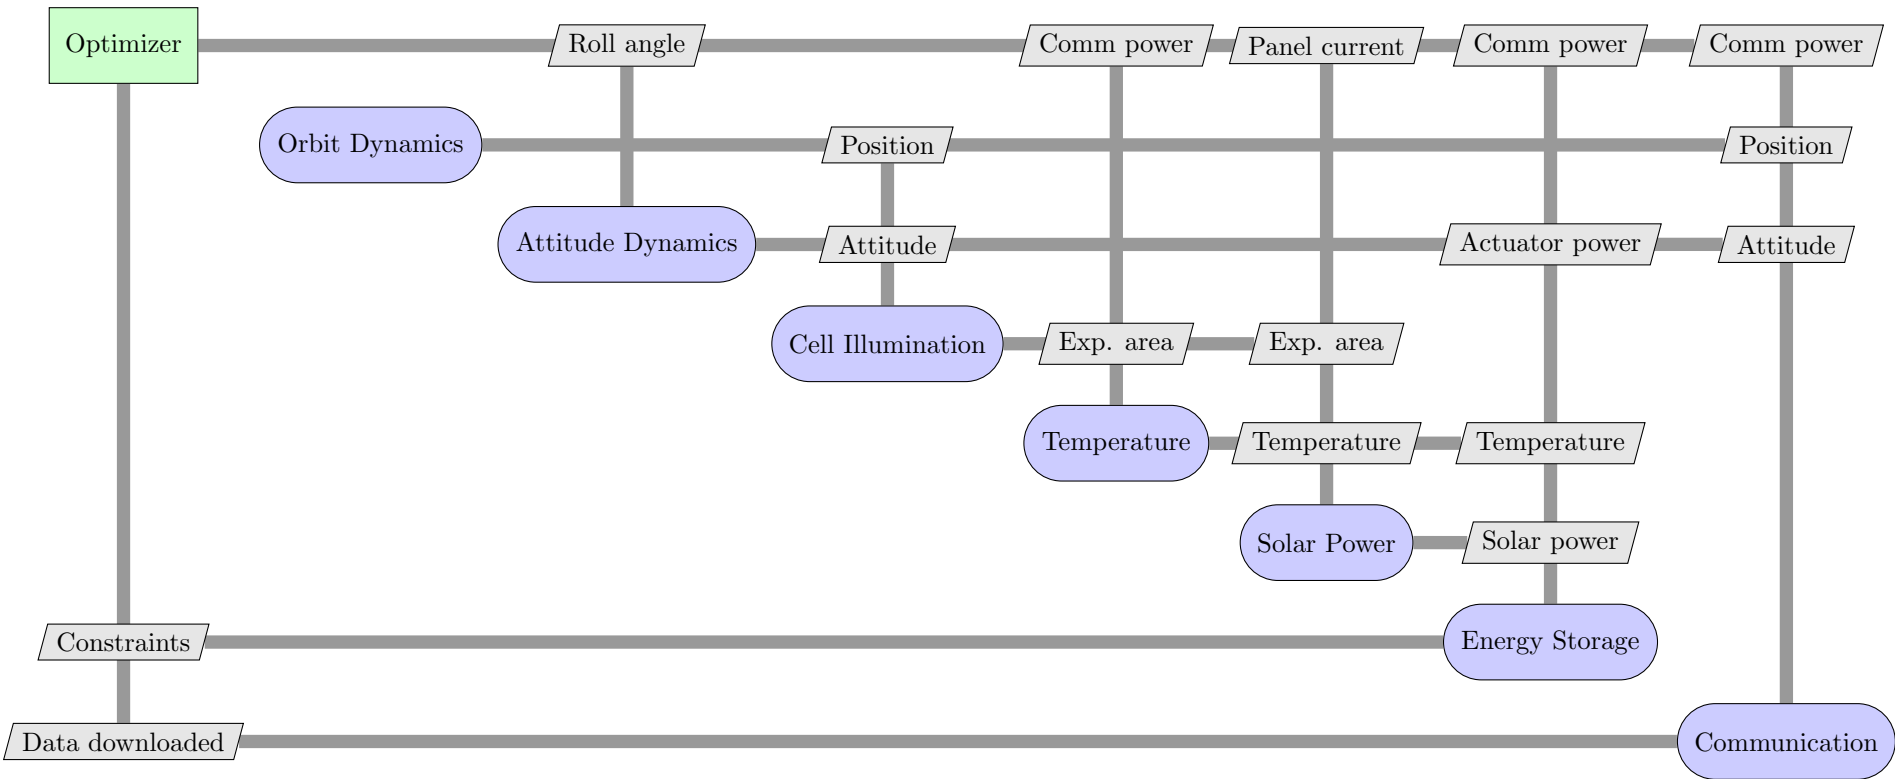 Optimizer
Roll angle
Comm power
Panel current
Comm power
Comm power
Orbit Dynamics
Position
Position
Attitude Dynamics
Attitude
Actuator power
Attitude
Cell Illumination
Exp. area
Exp. area
Temperature
Temperature
Temperature
Solar Power
Solar power
Constraints
Energy Storage
Data downloaded
Communication